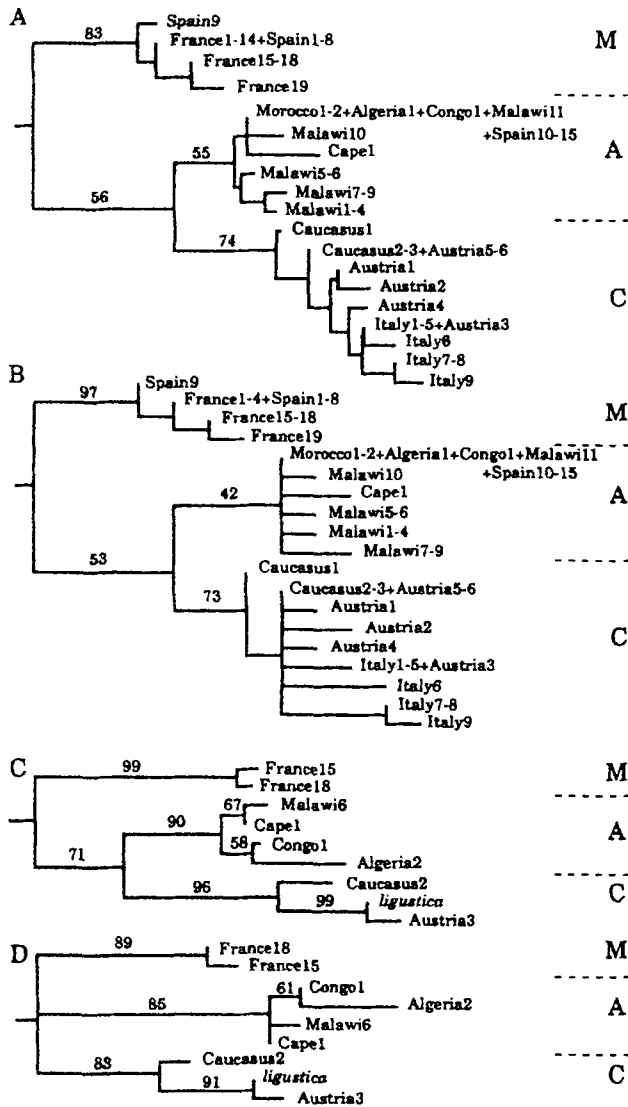 A
Spain9
83
France1-14+Spain1-8
M
France15-18
France19
Morocco1-2+Algeria1+Congo1+Malawi11
Malawi10
+Spain10-15
55
Cape1
A
Malawi5-6
56
Malawi7-9
Malawi1-4
Caucasus1
74
Caucasus2-3+Austria5-6
Austria1
Austria2
C
Austria4
Italy1-5+Austria3
Italy6
Italy7-8
Italy9
B
Spain9
97
France1-4+Spain1-8
M
France15-18
France19
Morocco1-2+Algeria1+Congo1+Malawi11
Malawi10
+Spain10-15
42
Cape1
A
Malawi5-6
Malawi1-4
53
Malawi7-9
Caucasus1
Caucasus2-3+Austria5-6
73
Austria1
Austria2
C
Austria4
Italy1-5+Austria3
Italy6
Italy7-8
Italy9
C
99
France15
M
France18
67
Malawi6
90
Cape1
A
58
Congo1
71
Algeria2
Caucasus2
C
96
99
ligustica
Austria3
D
89
France18
M
France15
61
Congo1
85
Algeria2
A
Malawi6
Cape1
83
Caucasus2
C
91
ligustica
Austria3